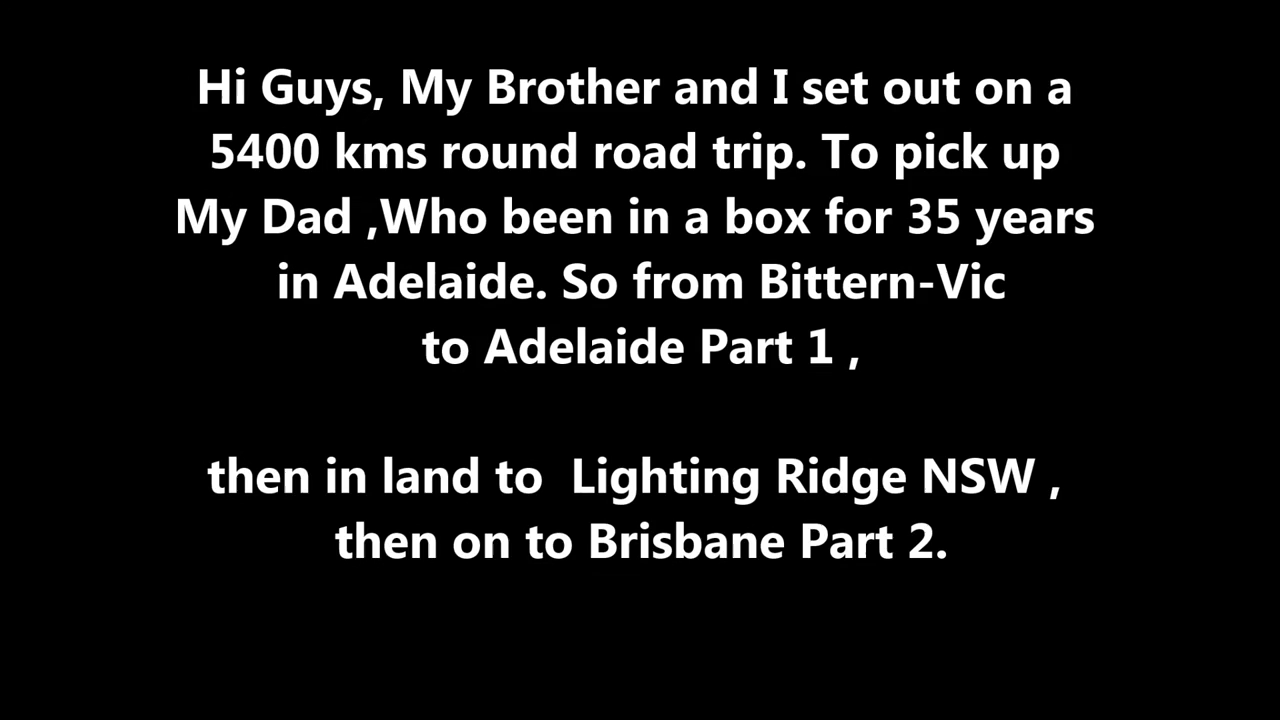 Hi Guys, My Brother and I set out on a
5400 kms round road trip. To pick up
My Dad ,Who been in a box for 35 years
in Adelaide. So from Bittern-Vic
to Adelaide Part 1 ,
then in land to  Lighting Ridge NSW ,
then on to Brisbane Part 2.